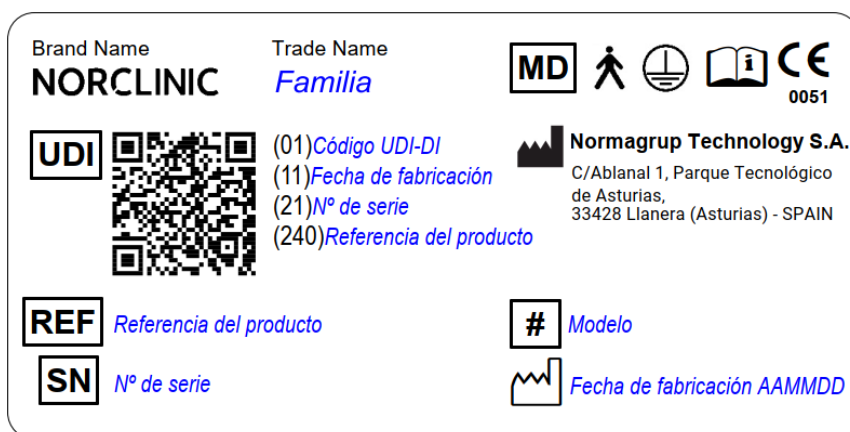 Brand Name
NORCLINIC
Trade Name
Familia
MD
i
CE
0051
UDI
(01)Código UDI-DI
(11)Fecha de fabricación
(21)Nº de serie
(240)Referencia del producto
Normagrup Technology S.A.
C/Ablanal 1, Parque Tecnológico
de Asturias,
33428 Llanera (Asturias) - SPAIN
REF
Referencia del producto
#
Modelo
SN
Nº de serie
Fecha de fabricación AAMMDD